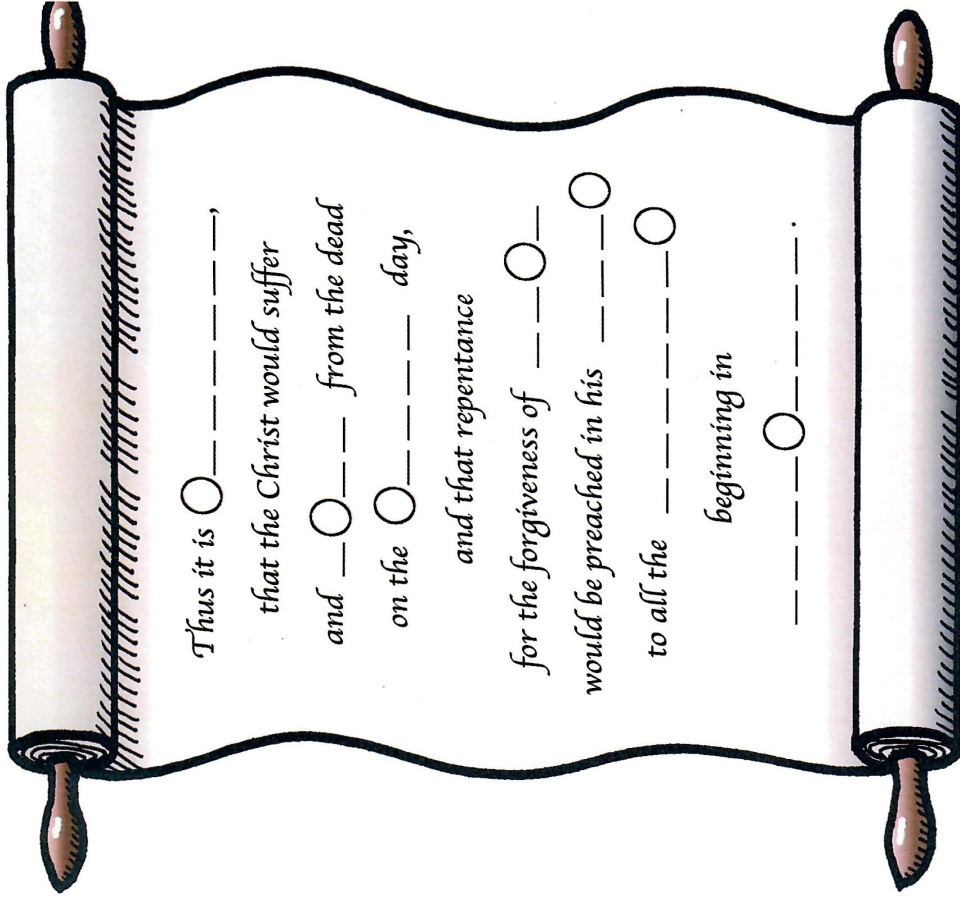 Thus it is ◯ _ _ _ _ _ _,
that the Christ would suffer
and _ ◯ _ _ from the dead
on the ◯ _ _ _ _ day,
and that repentance
for the forgiveness of _ _ ◯ _
would be preached in his _ _ _ ◯
to all the _ _ _ _ _ _ ◯
beginning in
_ _ _ _ ◯ _ _ _ _.